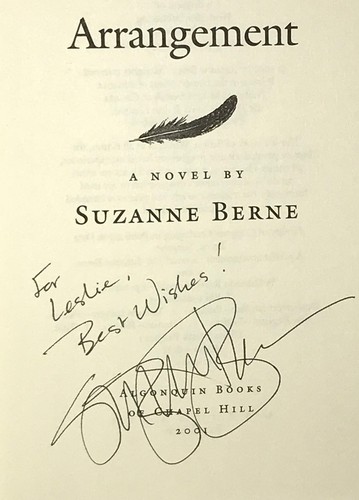 Arrangement
A NOVEL BY
SUZANNE BERNE
For
Leslie,
Best Wishes!
ALGONQUIN BOOKS
OF CHAPEL HILL
2001